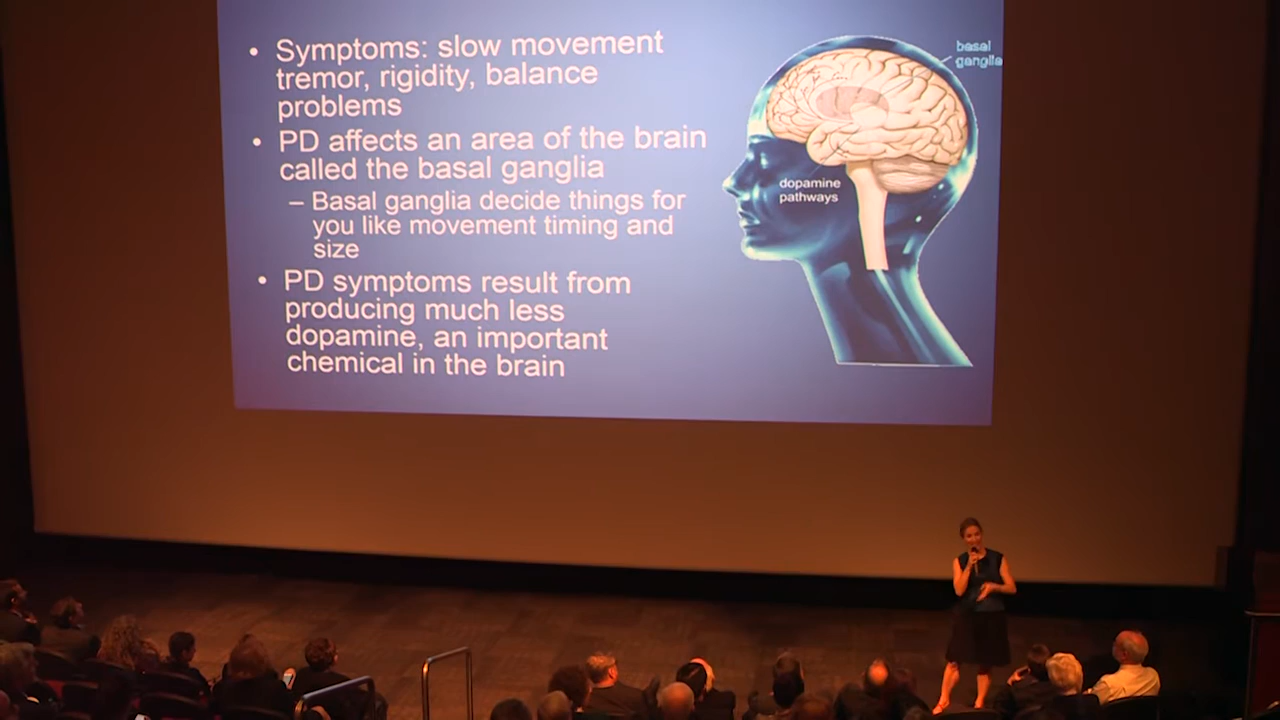 • Symptoms: slow movement
tremor, rigidity, balance
problems
• PD affects an area of the brain
called the basal ganglia
– Basal ganglia decide things for
you like movement timing and
size
• PD symptoms result from
producing much less
dopamine, an important
chemical in the brain
basal
ganglia
dopamine
pathways